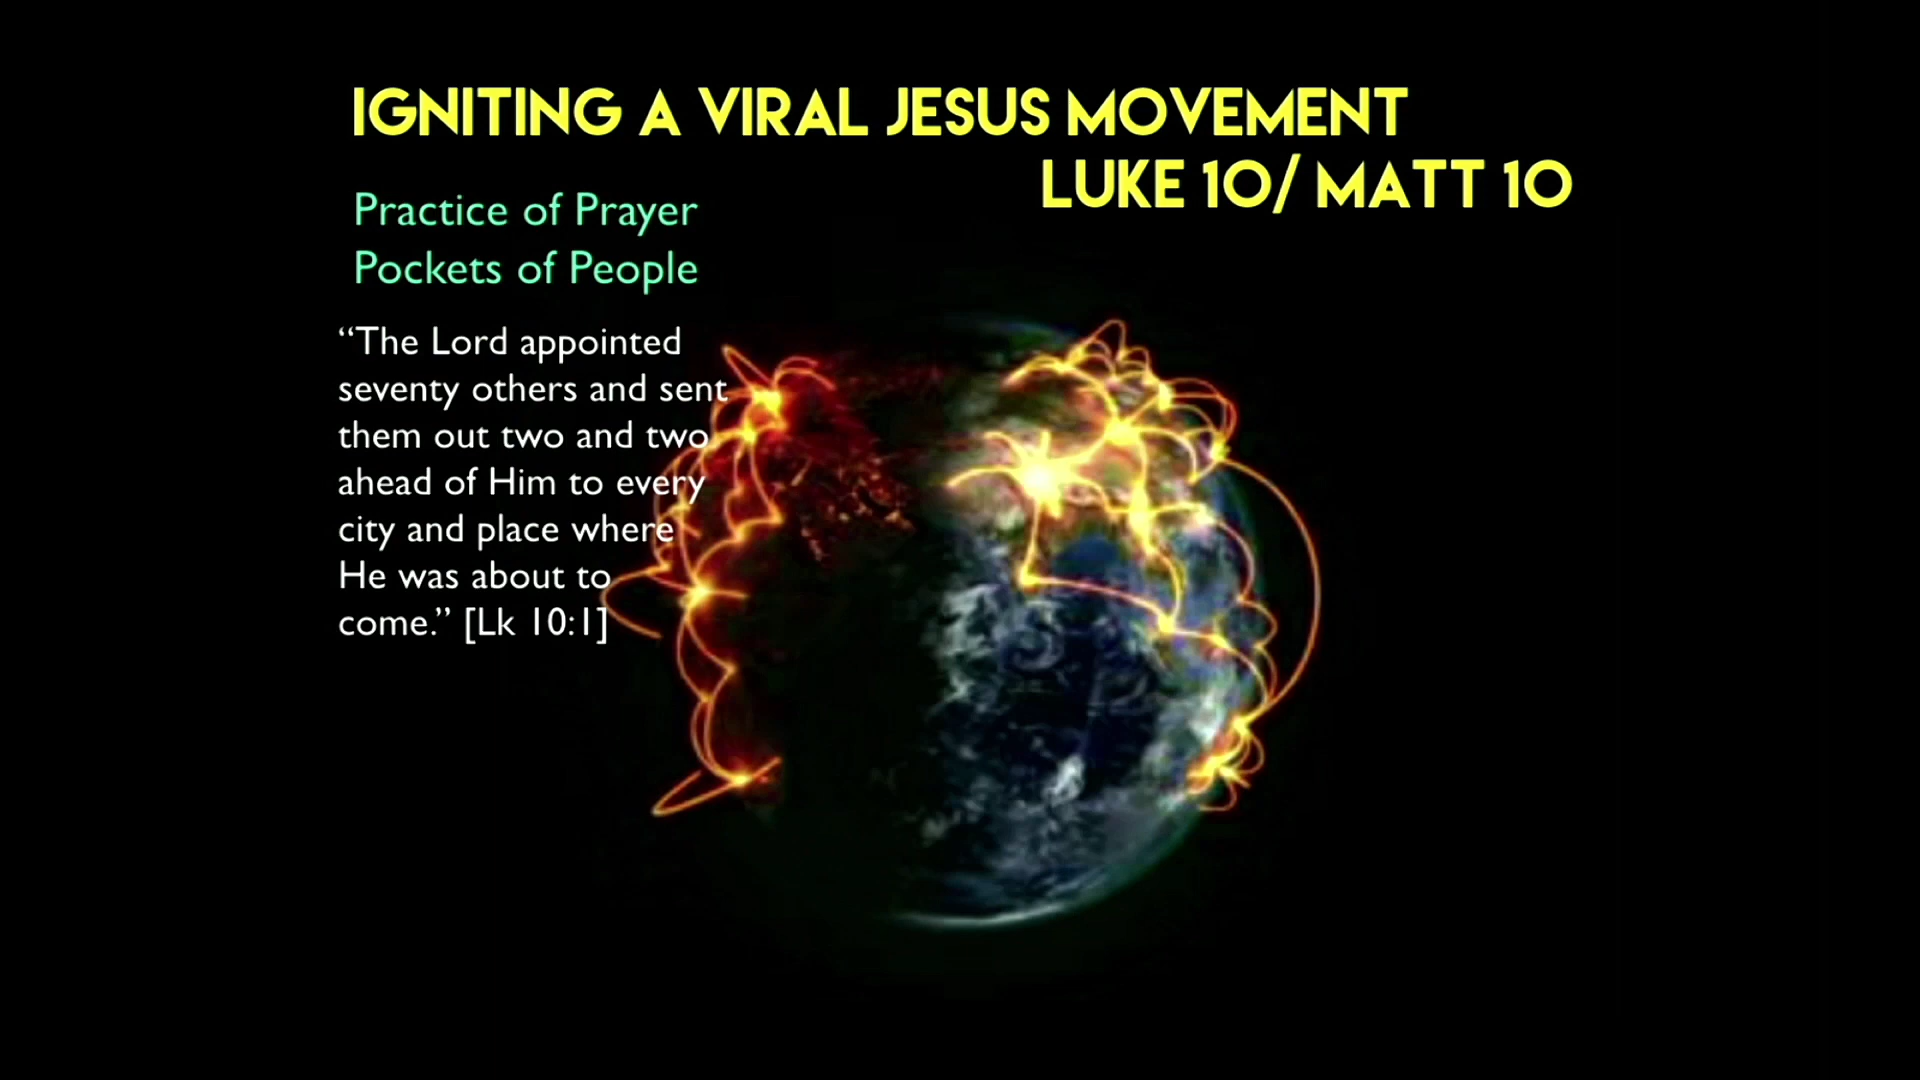 IGNITING A VIRAL JESUS MOVEMENT
LUKE 10/ MATT 10
Practice of Prayer
Pockets of People
“The Lord appointed
seventy others and sent
them out two and two
ahead of Him to every
city and place where
He was about to
come.” [Lk 10:1]